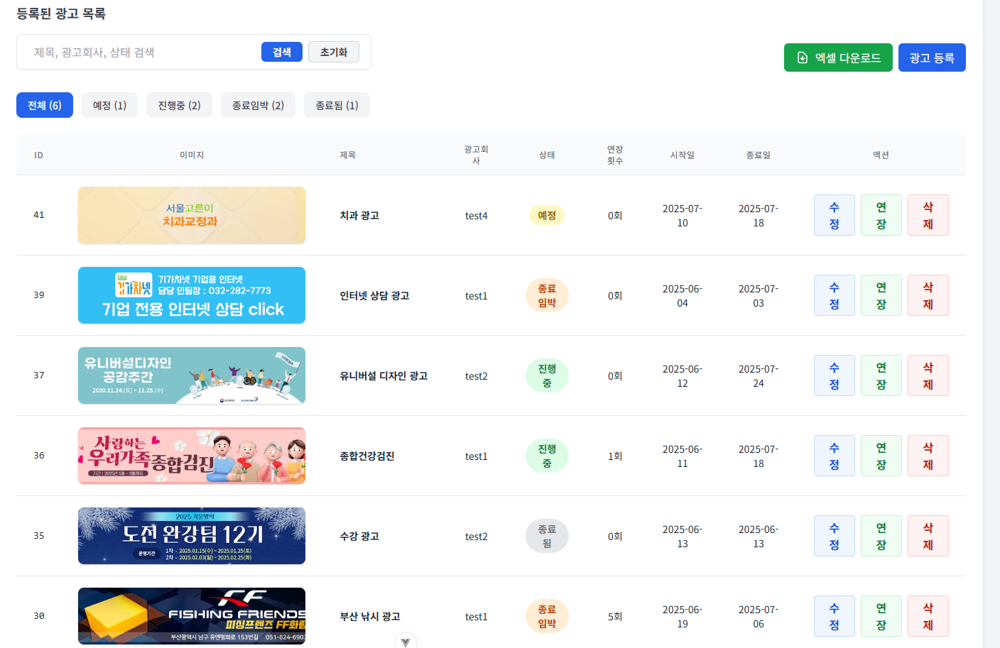 등록된 광고 목록
제목, 광고회사, 상태 검색
검색
초기화
엑셀 다운로드
광고 등록
전체 (6)
예정 (1)
진행중 (2)
종료임박 (2)
종료됨 (1)
ID
이미지
제목
광고회
사
상태
연장
횟수
시작일
종료일
액션
41
서울고른이
치과교정과
치과 광고
test4
예정
0회
2025-07-
10
2025-07-
18
수
정
연
장
삭
제
39
GIGA
기가차넷
기가차넷 기업용 인터넷
담당 민팀장 : 032-282-7773
기업 전용 인터넷 상담 click
인터넷 상담 광고
test1
종료
임박
0회
2025-06-
04
2025-07-
03
수
정
연
장
삭
제
37
유니버설디자인
공감주간
2020.11.14.(토) ~ 11.25.(수)
유니버설 디자인 광고
test2
진행
중
0회
2025-06-
12
2025-07-
24
수
정
연
장
삭
제
36
사랑하는
우리가족종합검진
기간 : 2025년 5월 ~ 8월까지
종합건강검진
test1
진행
중
1회
2025-06-
11
2025-07-
18
수
정
연
장
삭
제
35
2025 겨울방학
도전 완강팀 12기
운영기간
1차 - 2025.01.15(수) ~ 2025.01.25(토)
2차 - 2025.02.03(월) ~ 2025.02.25(화)
수강 광고
test2
종료
됨
0회
2025-06-
13
2025-06-
13
수
정
연
장
삭
제
30
FF
FISHING FRIENDS
피싱프렌즈 FF화림
부산광역시 남구 유엔평화로 153번길 051-624-6903
부산 낚시 광고
test1
종료
임박
5회
2025-06-
19
2025-07-
06
수
정
연
장
삭
제